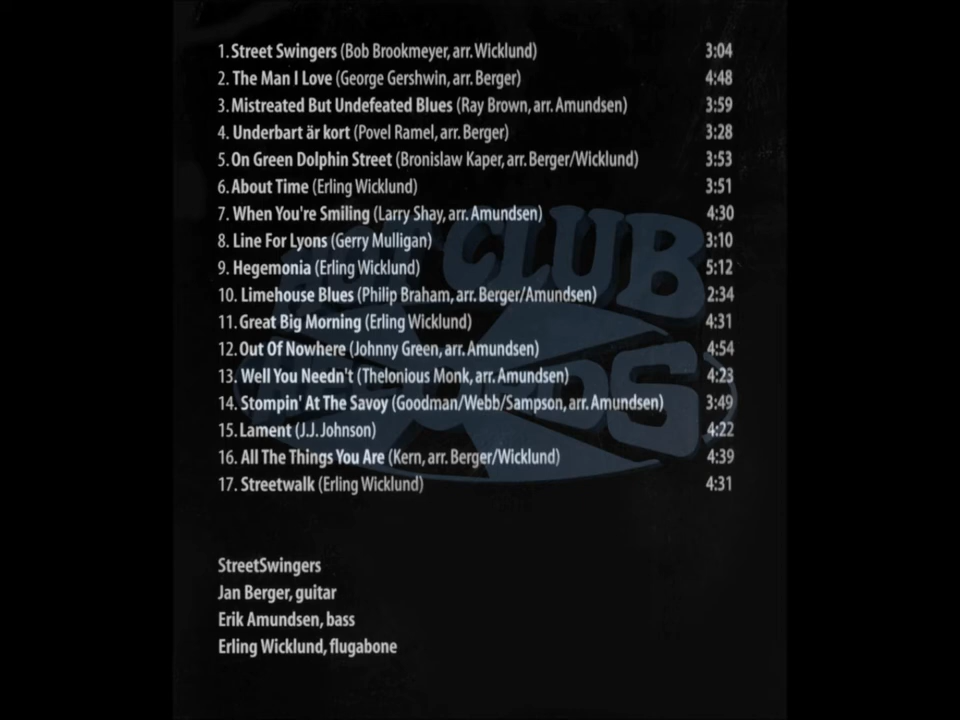 1. Street Swingers (Bob Brookmeyer, arr. Wicklund) 3:04
2. The Man I Love (George Gershwin, arr. Berger) 4:48
3. Mistreated But Undefeated Blues (Ray Brown, arr. Amundsen) 3:59
4. Underbart är kort (Povel Ramel, arr. Berger) 3:28
5. On Green Dolphin Street (Bronislaw Kaper, arr. Berger/Wicklund) 3:53
6. About Time (Erling Wicklund) 3:51
7. When You're Smiling (Larry Shay, arr. Amundsen) 4:30
8. Line For Lyons (Gerry Mulligan) 3:10
9. Hegemonia (Erling Wicklund) 5:12
10. Limehouse Blues (Philip Braham, arr. Berger/Amundsen) 2:34
11. Great Big Morning (Erling Wicklund) 4:31
12. Out Of Nowhere (Johnny Green, arr. Amundsen) 4:54
13. Well You Needn't (Thelonious Monk, arr. Amundsen) 4:23
14. Stompin' At The Savoy (Goodman/Webb/Sampson, arr. Amundsen) 3:49
15. Lament (J.J. Johnson) 4:22
16. All The Things You Are (Kern, arr. Berger/Wicklund) 4:39
17. Streetwalk (Erling Wicklund) 4:31
HOT CLUB
RECORDS
StreetSwingers
Jan Berger, guitar
Erik Amundsen, bass
Erling Wicklund, flugabone